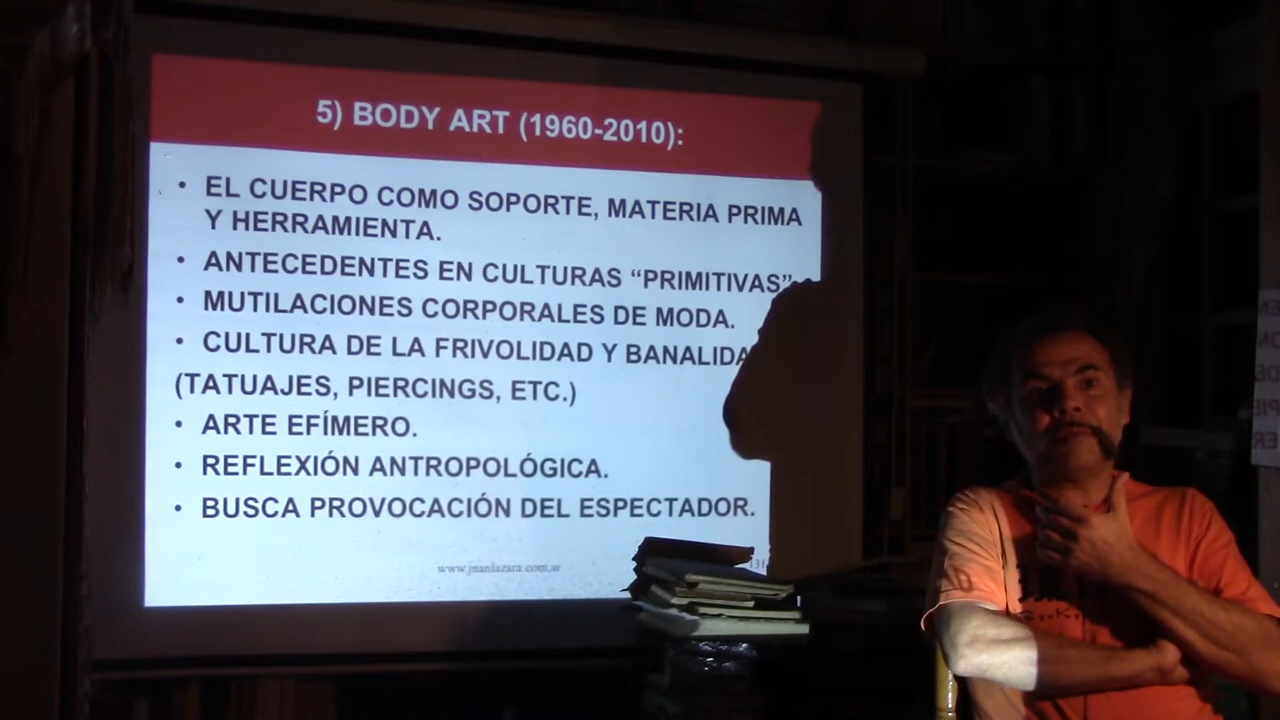 5) BODY ART (1960-2010):
• EL CUERPO COMO SOPORTE, MATERIA PRIMA
Y HERRAMIENTA.
• ANTECEDENTES EN CULTURAS “PRIMITIVAS”.
• MUTILACIONES CORPORALES DE MODA.
• CULTURA DE LA FRIVOLIDAD Y BANALIDA
(TATUAJES, PIERCINGS, ETC.)
• ARTE EFÍMERO.
• REFLEXIÓN ANTROPOLÓGICA.
• BUSCA PROVOCACIÓN DEL ESPECTADOR.
www.juanlazara.com.ar
131